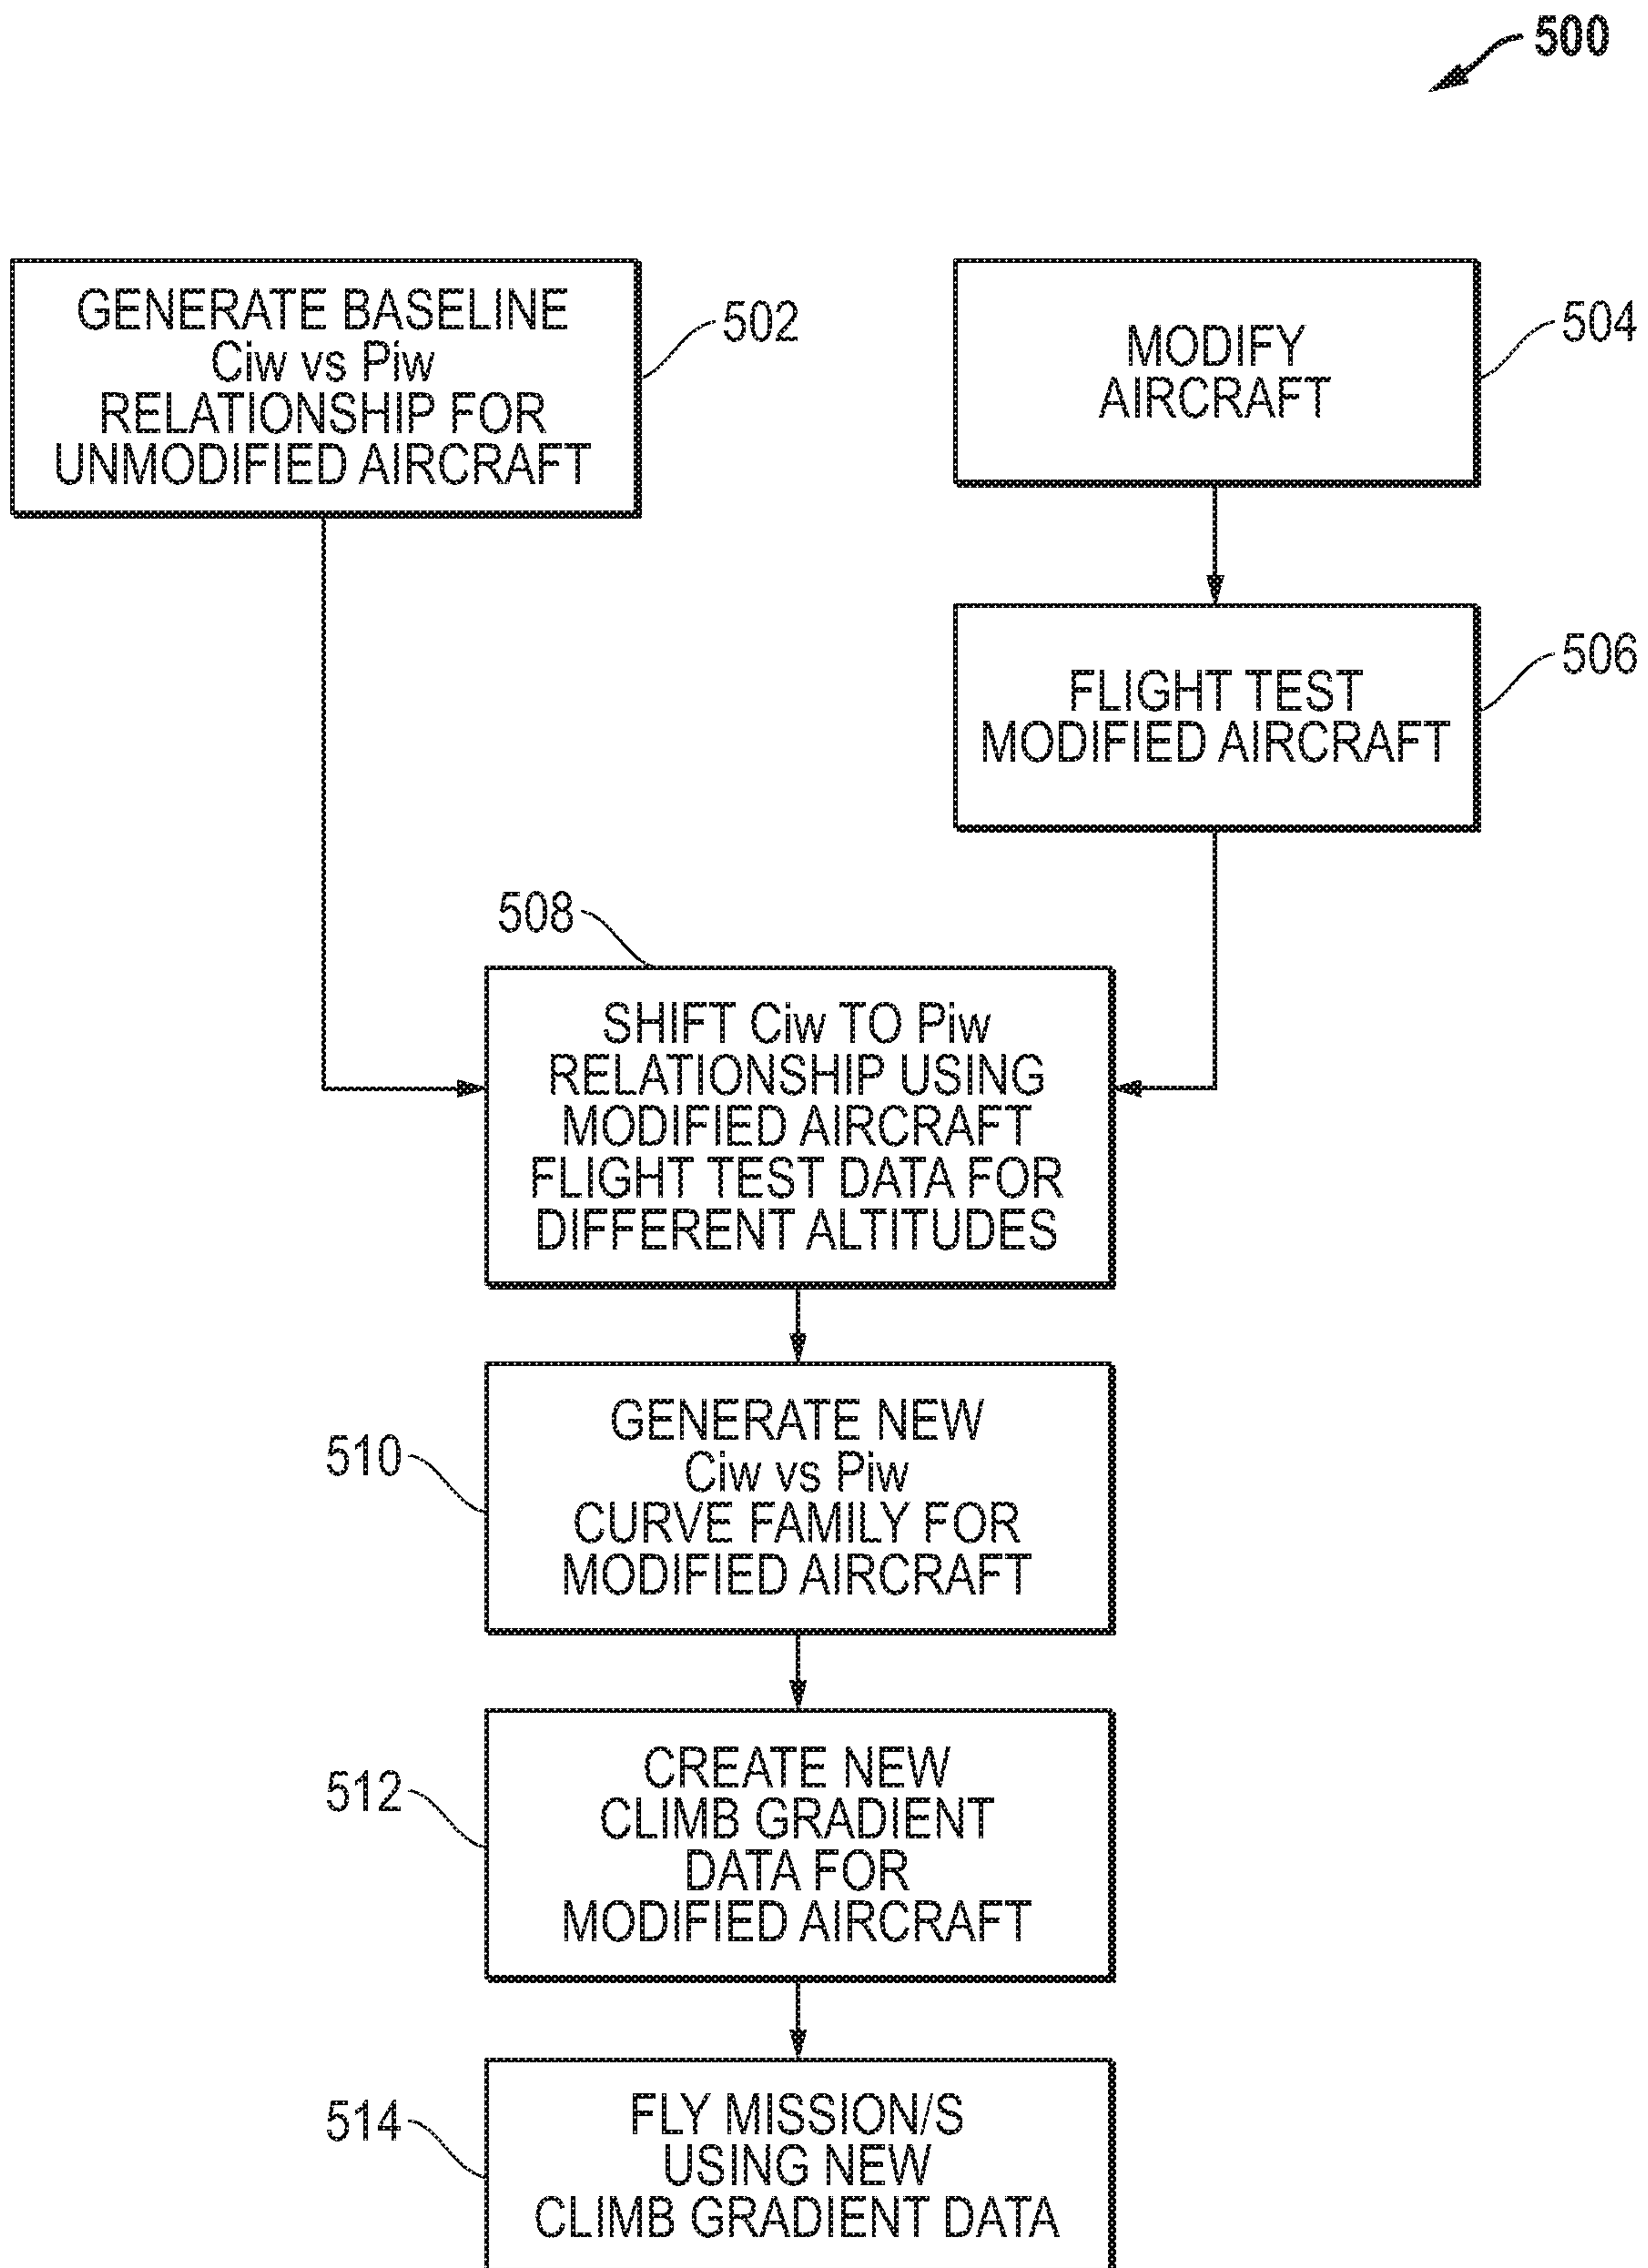 500
GENERATE BASELINE
Ciw vs Piw
RELATIONSHIP FOR
UNMODIFIED AIRCRAFT
502
MODIFY
AIRCRAFT
504
FLIGHT TEST
MODIFIED AIRCRAFT
506
508
SHIFT Ciw TO Piw
RELATIONSHIP USING
MODIFIED AIRCRAFT
FLIGHT TEST DATA FOR
DIFFERENT ALTITUDES
510
GENERATE NEW
Ciw vs Piw
CURVE FAMILY FOR
MODIFIED AIRCRAFT
512
CREATE NEW
CLIMB GRADIENT
DATA FOR
MODIFIED AIRCRAFT
514
FLY MISSION/S
USING NEW
CLIMB GRADIENT DATA